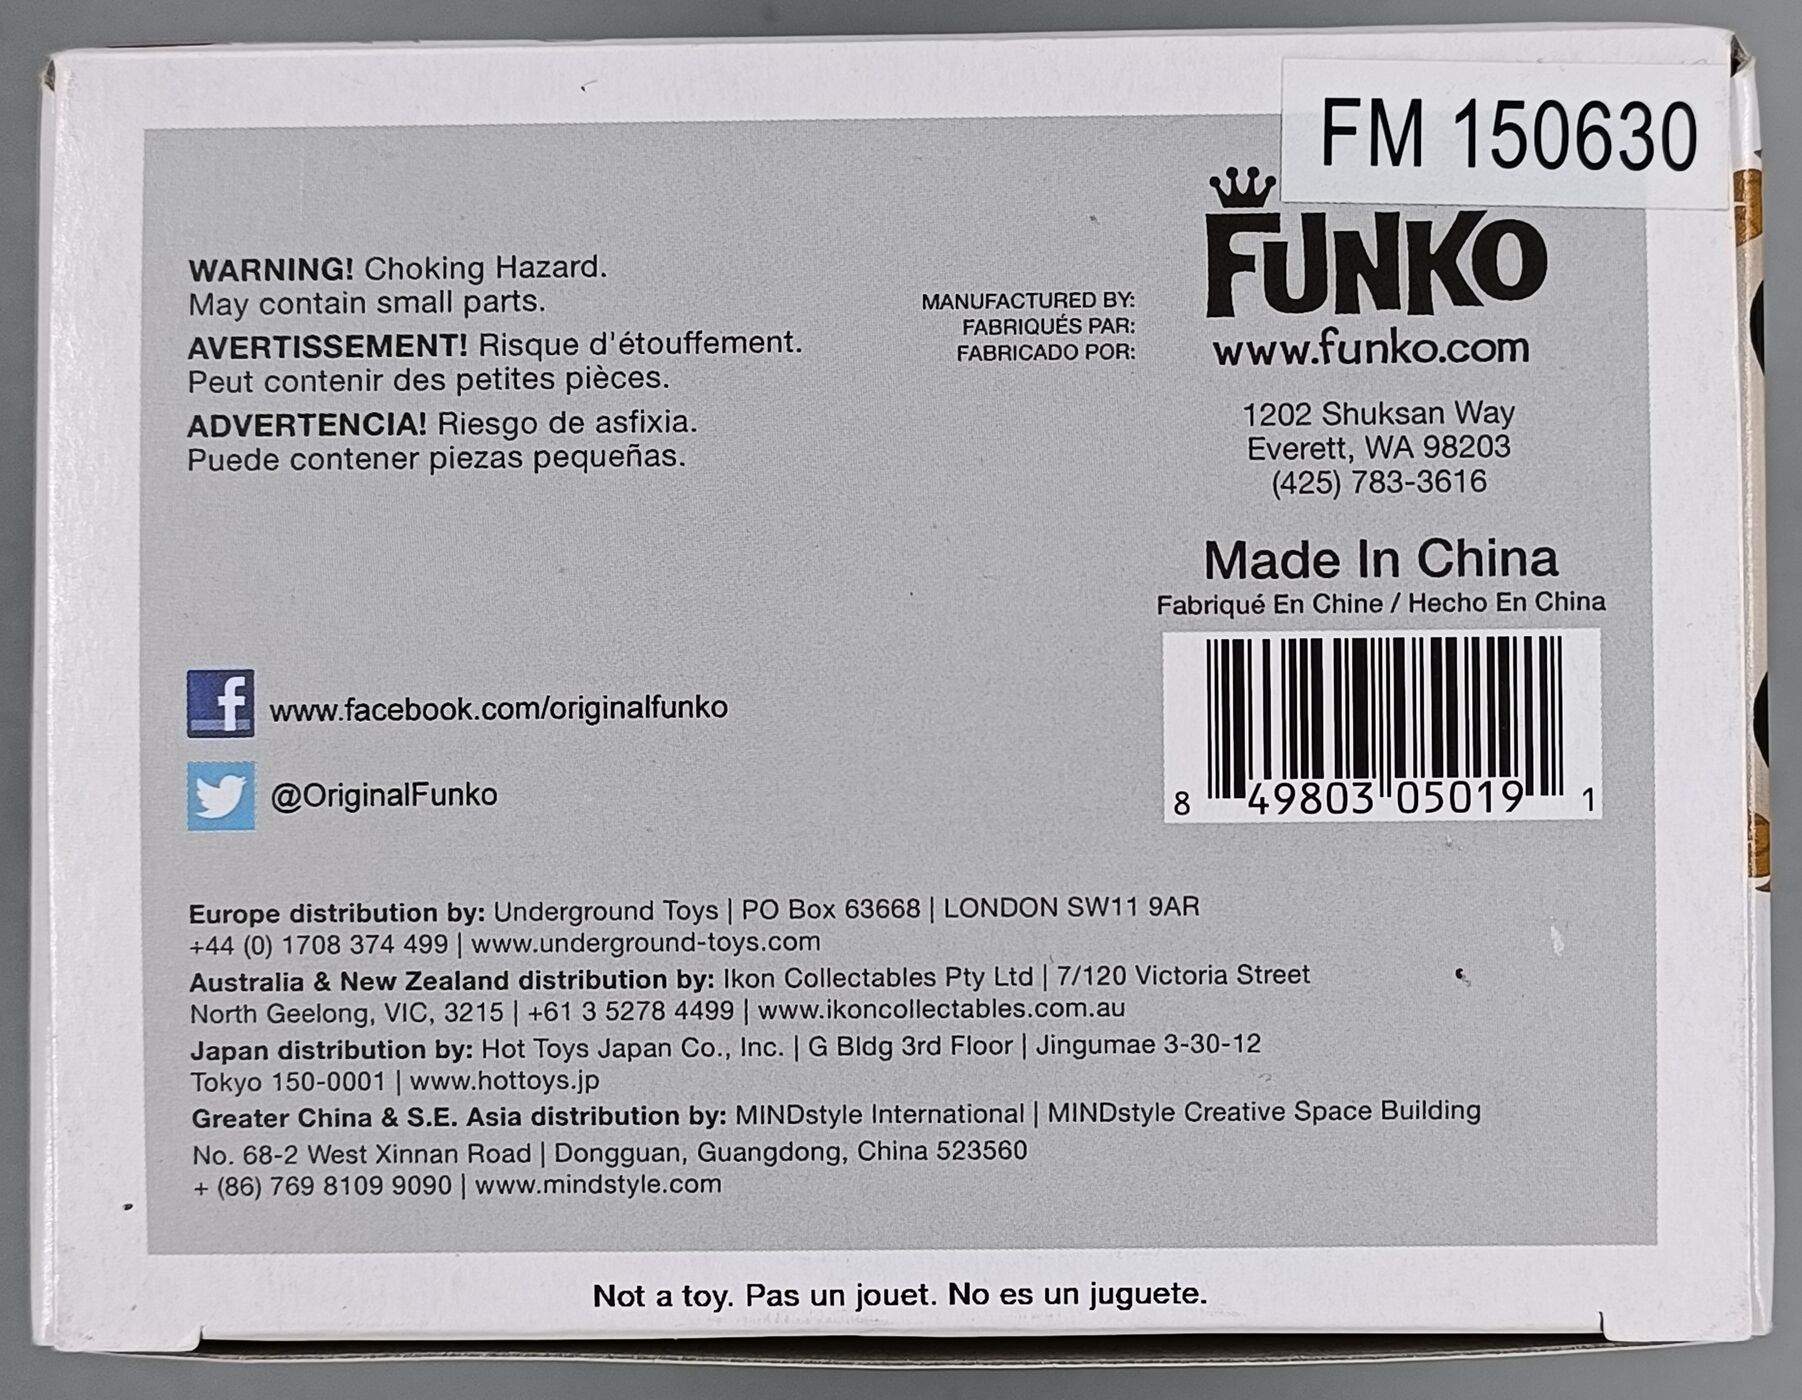 FM 150630
WARNING! Choking Hazard.
May contain small parts.
AVERTISSEMENT! Risque d'étouffement.
Peut contenir des petites pièces.
ADVERTENCIA! Riesgo de asfixia.
Puede contener piezas pequeñas.
MANUFACTURED BY:
FABRIQUÉS PAR:
FABRICADO POR:
FUNKO
www.funko.com
1202 Shuksan Way
Everett, WA 98203
(425) 783-3616
Made In China
Fabriqué En Chine / Hecho En China
8 49803 05019 1
f www.facebook.com/originalfunko
@OriginalFunko
Europe distribution by: Underground Toys | PO Box 63668 | LONDON SW11 9AR
+44 (0) 1708 374 499 | www.underground-toys.com
Australia & New Zealand distribution by: Ikon Collectables Pty Ltd | 7/120 Victoria Street
North Geelong, VIC, 3215 | +61 3 5278 4499 | www.ikoncollectables.com.au
Japan distribution by: Hot Toys Japan Co., Inc. | G Bldg 3rd Floor | Jingumae 3-30-12
Tokyo 150-0001 | www.hottoys.jp
Greater China & S.E. Asia distribution by: MINDstyle International | MINDstyle Creative Space Building
No. 68-2 West Xinnan Road | Dongguan, Guangdong, China 523560
+ (86) 769 8109 9090 | www.mindstyle.com
Not a toy. Pas un jouet. No es un juguete.